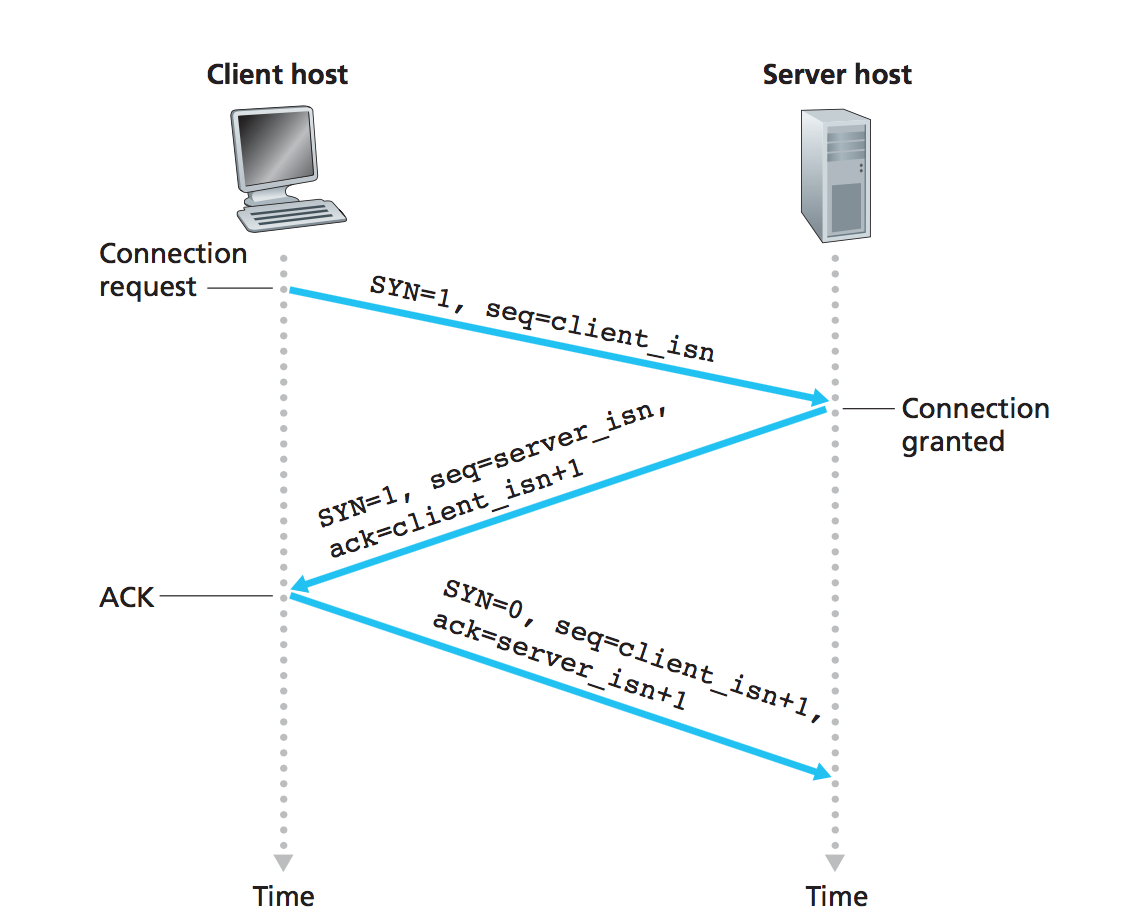 Client host
Server host
Connection
request
SYN=1, seq=client_isn
Connection
granted
SYN=1, seq=server_isn,
ack=client_isn+1
ACK
SYN=0, seq=client_isn+1,
ack=server_isn+1
Time
Time